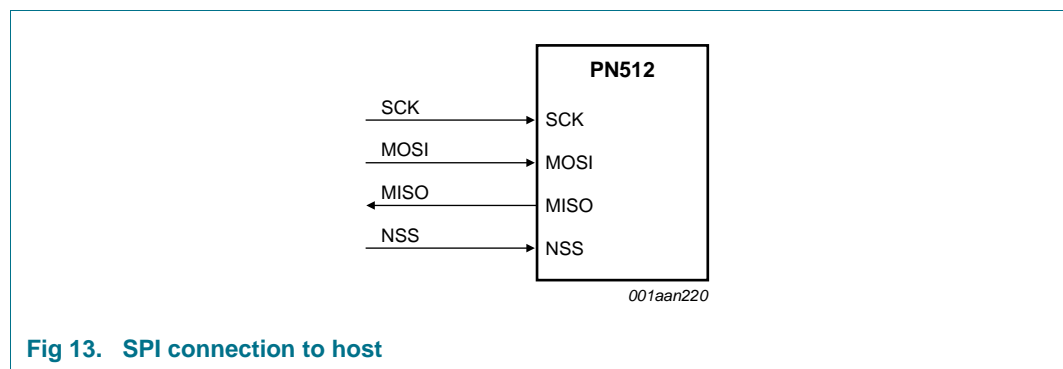 PN512
SCK SCK
MOSI MOSI
MISO MISO
NSS NSS
001aan220
Fig 13. SPI connection to host